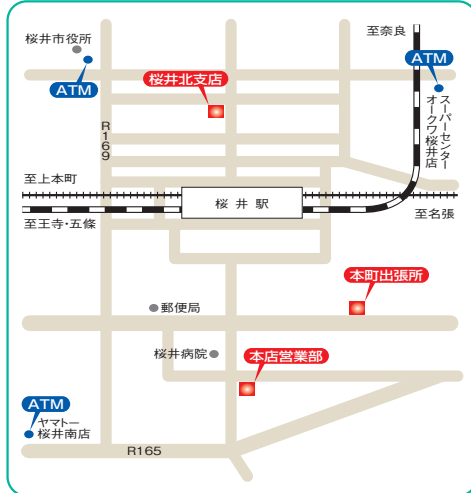 至奈良
桜井市役所
ATM
ATM
桜井北支店
スーパーセンター
オークワ桜井店
R169
至上本町
桜井駅
至王寺・五條
至名張
本町出張所
郵便局
桜井病院
本店営業部
ATM
ヤマトー
桜井南店
R165